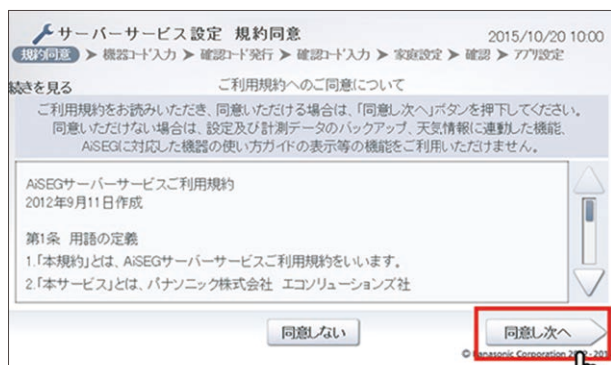 サーバーサービス設定 規約同意 2015/10/20 10:00
規約同意 > 機器コード入力 > 確認コード発行 > 確認コード入力 > 家庭設定 > 確認 > アプリ設定
続きを見る ご利用規約へのご同意について
ご利用規約をお読みいただき、同意いただける場合は、「同意し次へ」ボタンを押下してください。
同意いただけない場合は、設定及び計測データのバックアップ、天気情報に連動した機能、
AiSEGに対応した機器の使い方ガイドの表示等の機能をご利用いただけません。
AiSEGサーバーサービスご利用規約
2012年9月11日作成
第1条 用語の定義
1.「本規約」とは、AiSEGサーバーサービスご利用規約をいいます。
2.「本サービス」とは、パナソニック株式会社 エコソリューションズ社
同意しない 同意し次へ
© Panasonic Corporation